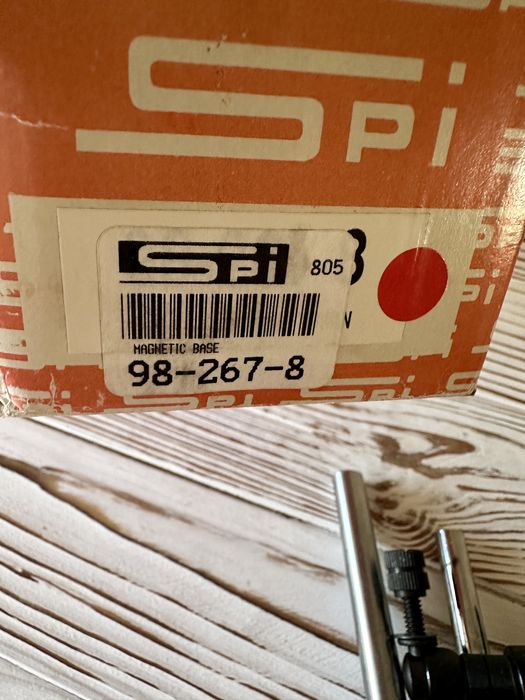 SPi
SPi 805
MAGNETIC BASE
98-267-8